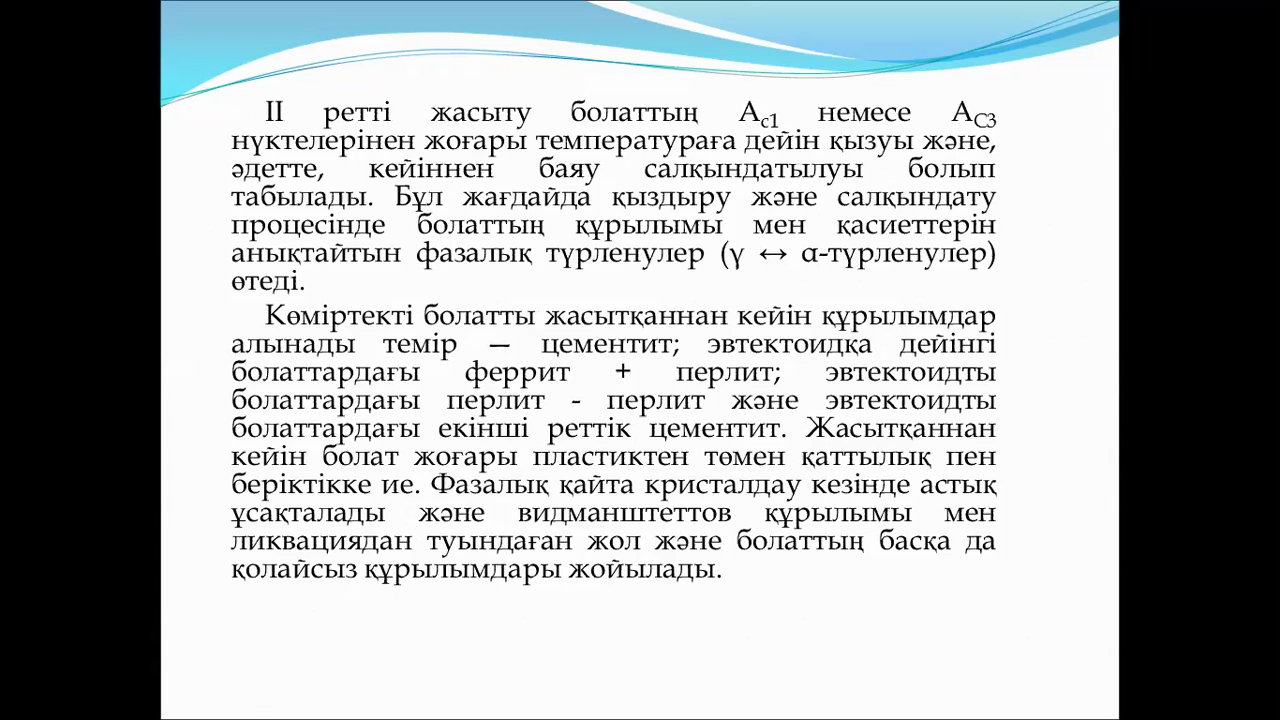 II ретті жасыту болаттың Ас1 немесе АС3
нүктелерінен жоғары температураға дейін қызуы және,
әдетте, кейіннен баяу салқындатылуы болып
табылады. Бұл жағдайда қыздыру және салқындату
процесінде болаттың құрылымы мен қасиеттерін
анықтайтын фазалық түрленулер (γ ↔ α-түрленулер)
өтеді.
Көміртекті болатты жасытқаннан кейін құрылымдар
алынады темір — цементит; эвтектоидқа дейінгі
болаттардағы феррит + перлит; эвтектоидты
болаттардағы перлит - перлит және эвтектоидты
болаттардағы екінші реттік цементит. Жасытқаннан
кейін болат жоғары пластиктен төмен қаттылық пен
беріктікке ие. Фазалық қайта кристалдау кезінде астық
ұсақталады және видманштеттов құрылымы мен
ликвациядан туындаған жол және болаттың басқа да
қолайсыз құрылымдары жойылады.